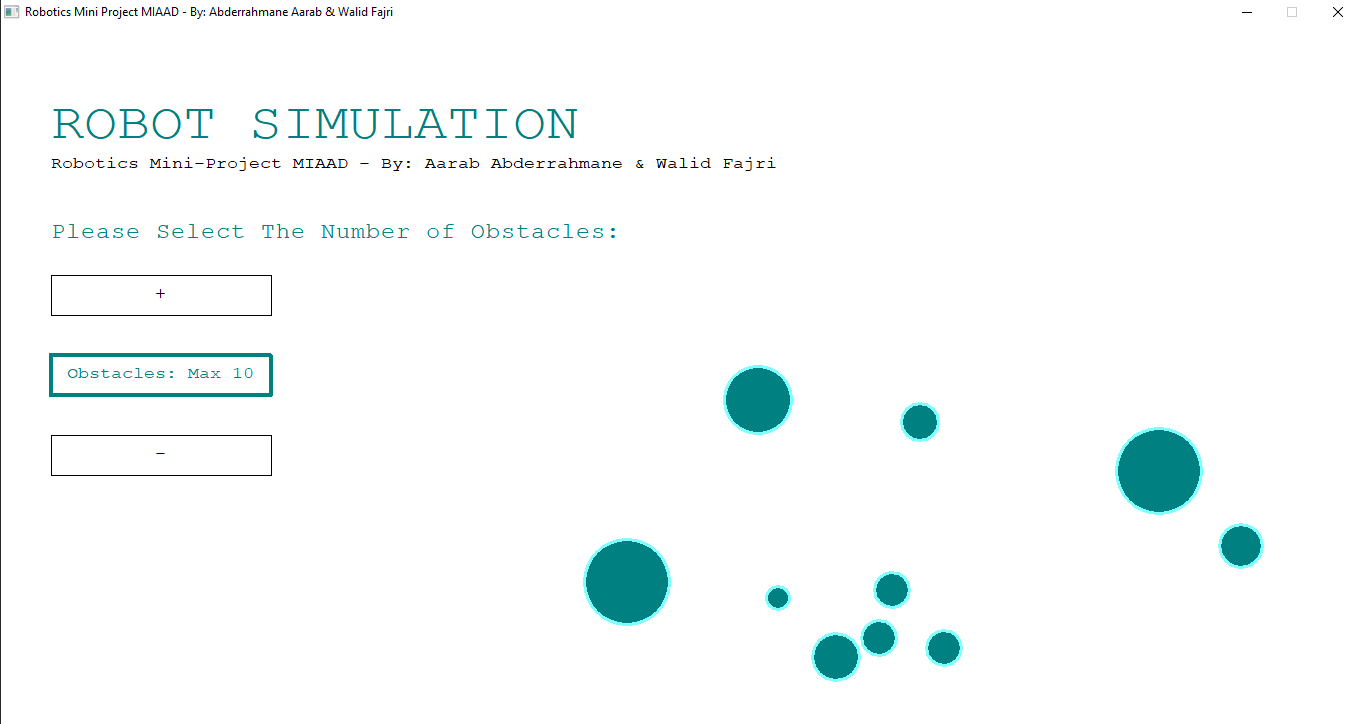 Robotics Mini Project MIAAD - By: Abderrahmane Aarab & Walid Fajri
ROBOT SIMULATION
Robotics Mini-Project MIAAD - By: Aarab Abderrahmane & Walid Fajri
Please Select The Number of Obstacles:
+
Obstacles: Max 10
-